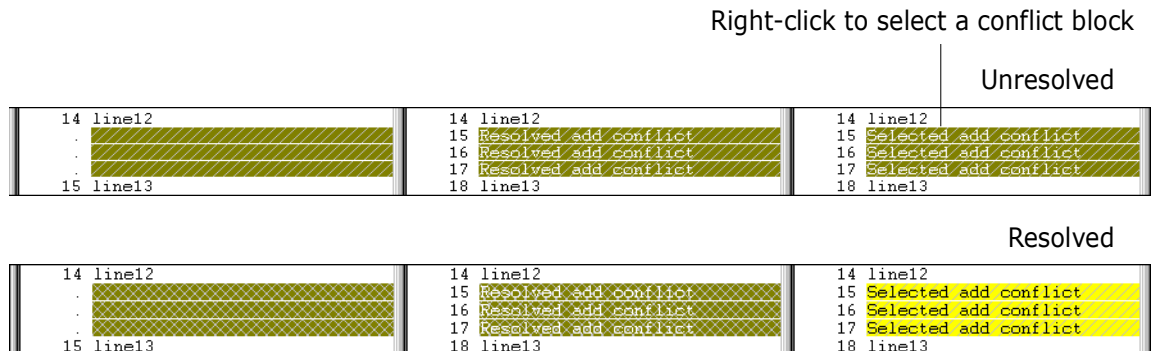 Right-click to select a conflict block
Unresolved
14 line12 14 line12 14 line12
. 15 Resolved add conflict 15 Selected add conflict
. 16 Resolved add conflict 16 Selected add conflict
. 17 Resolved add conflict 17 Selected add conflict
15 line13 18 line13 18 line13
Resolved
14 line12 14 line12 14 line12
. 15 Resolved add conflict 15 Selected add conflict
. 16 Resolved add conflict 16 Selected add conflict
. 17 Resolved add conflict 17 Selected add conflict
15 line13 18 line13 18 line13